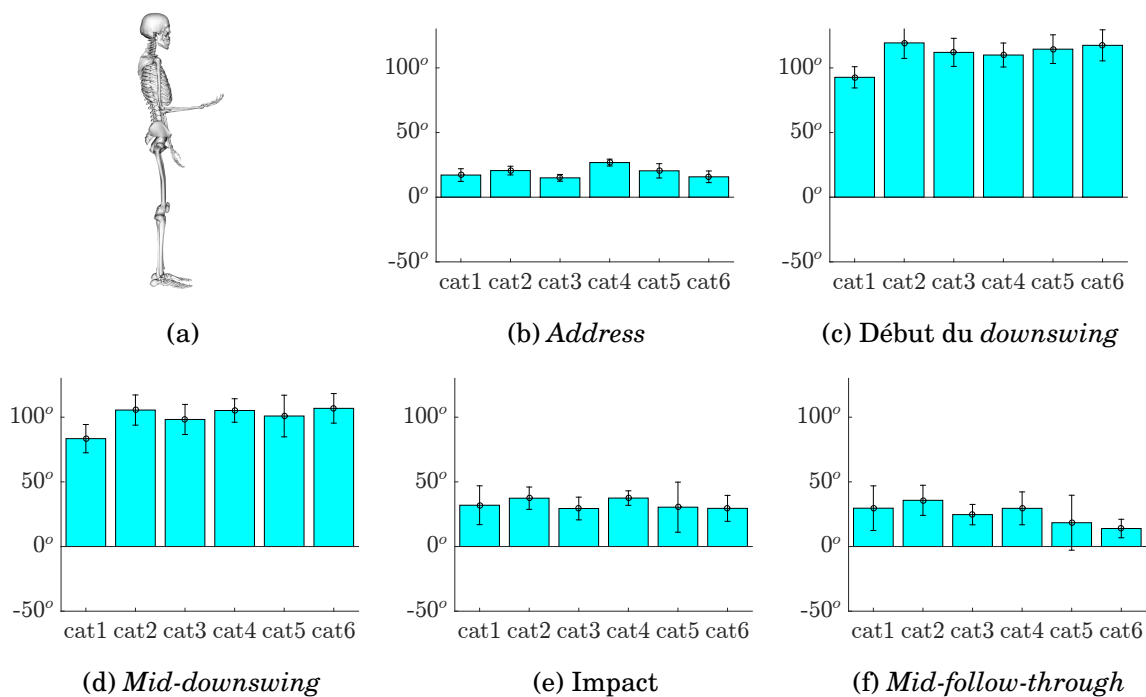 100°
50°
0°
-50°
cat1 cat2 cat3 cat4 cat5 cat6
100°
50°
0°
-50°
cat1 cat2 cat3 cat4 cat5 cat6
(a)
(b) Address
(c) Début du downswing
100°
50°
0°
-50°
cat1 cat2 cat3 cat4 cat5 cat6
100°
50°
0°
-50°
cat1 cat2 cat3 cat4 cat5 cat6
100°
50°
0°
-50°
cat1 cat2 cat3 cat4 cat5 cat6
(d) Mid-downswing
(e) Impact
(f) Mid-follow-through